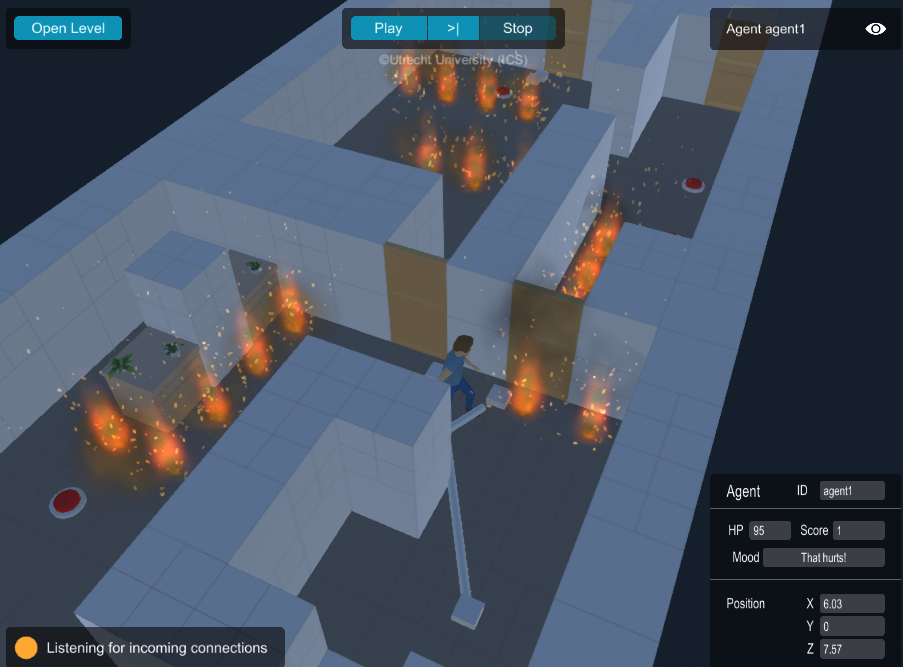 Open Level
Play >| Stop
Agent agent1
©Utrecht University (ICS)
Agent ID agent1
HP 95 Score 1
Mood That hurts!
Position X 6.03
Y 0
Z 7.57
Listening for incoming connections